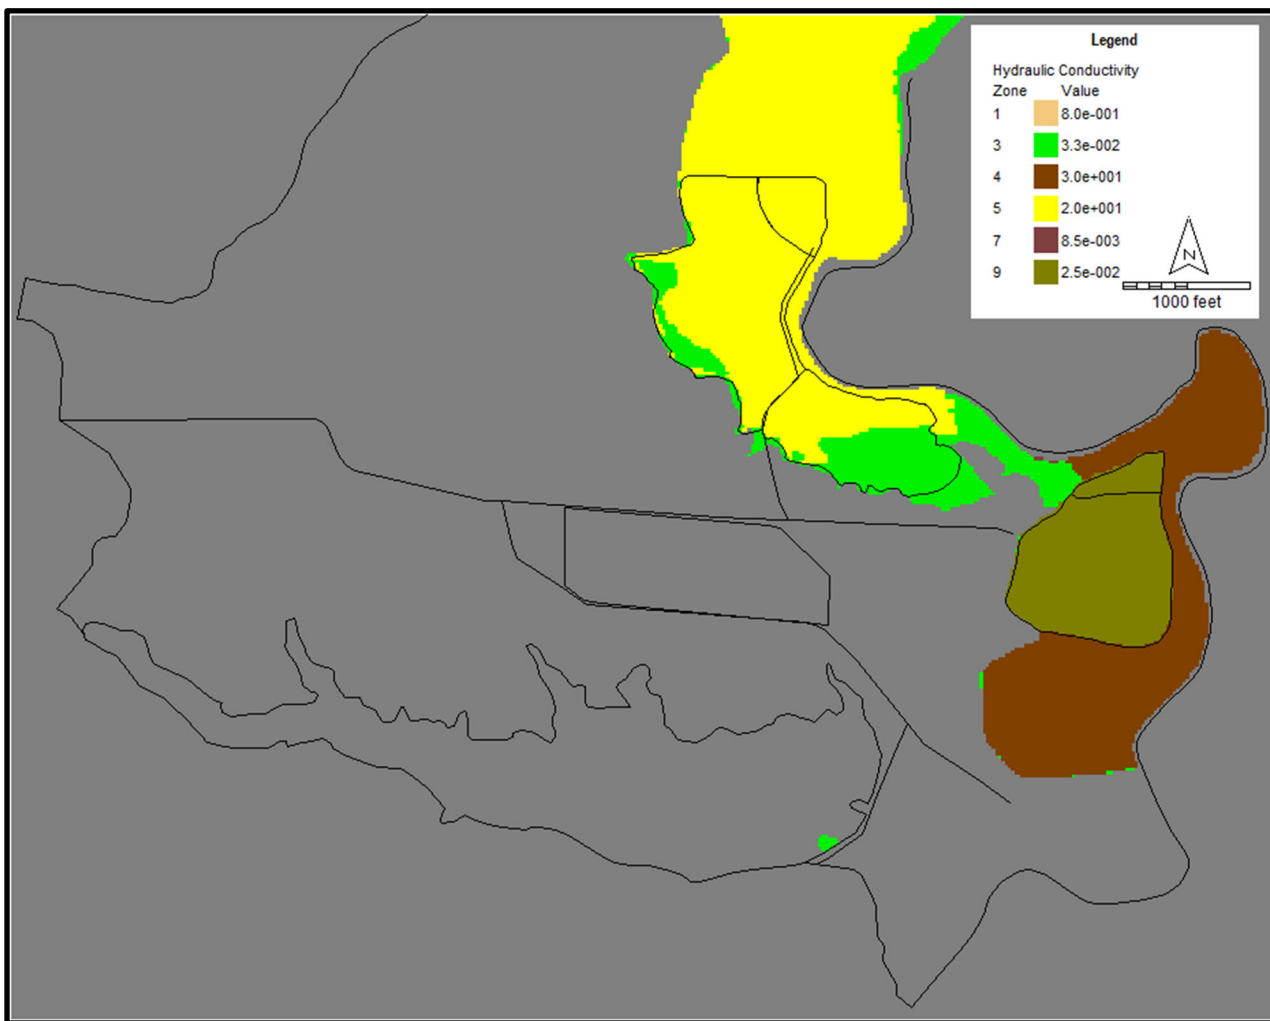 Legend
Hydraulic Conductivity
Zone Value
1 8.0e-001
3 3.3e-002
4 3.0e+001
5 2.0e+001
7 8.5e-003
9 2.5e-002
N
1000 feet